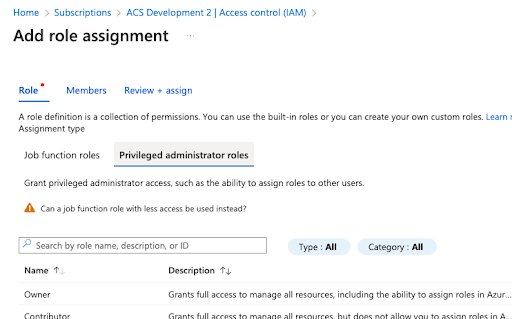 Home > Subscriptions > ACS Development 2 | Access control (IAM) >
Add role assignment ...
Role Members Review + assign
A role definition is a collection of permissions. You can use the built-in roles or you can create your own custom roles. Learn
Assignment type
Job function roles Privileged administrator roles
Grant privileged administrator access, such as the ability to assign roles to other users.
Can a job function role with less access be used instead?
Search by role name, description, or ID Type : All Category : All
Name ↑↓ Description ↑↓
Owner Grants full access to manage all resources, including the ability to assign roles in Azur...
Contributor Grants full access to manage all resources, but does not allow you to assign roles in A...